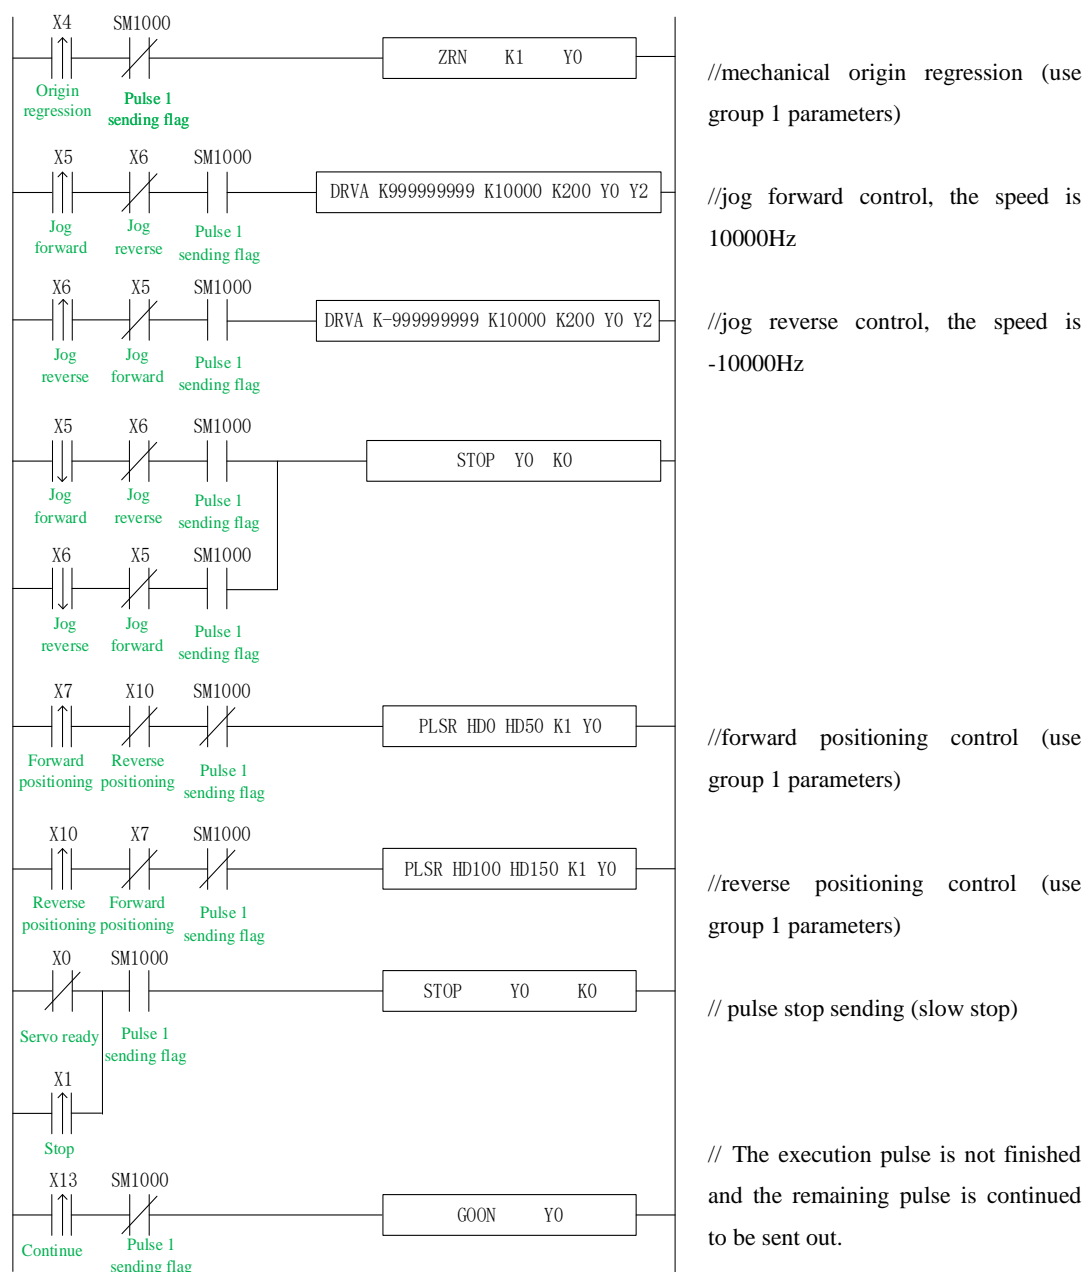 X4 SM1000
ZRN K1 Y0
Origin
regression
Pulse 1
sending flag
//mechanical origin regression (use
group 1 parameters)
X5 X6 SM1000
DRVA K999999999 K10000 K200 Y0 Y2
Jog
forward
Jog
reverse
Pulse 1
sending flag
//jog forward control, the speed is
10000Hz
X6 X5 SM1000
DRVA K-999999999 K10000 K200 Y0 Y2
Jog
reverse
Jog
forward
Pulse 1
sending flag
//jog reverse control, the speed is
-10000Hz
X5 X6 SM1000
STOP Y0 K0
Jog
forward
Jog
reverse
Pulse 1
sending flag
X6 X5 SM1000
Jog
reverse
Jog
forward
Pulse 1
sending flag
X7 X10 SM1000
PLSR HD0 HD50 K1 Y0
Forward
positioning
Reverse
positioning
Pulse 1
sending flag
//forward positioning control (use
group 1 parameters)
X10 X7 SM1000
PLSR HD100 HD150 K1 Y0
Reverse
positioning
Forward
positioning
Pulse 1
sending flag
//reverse positioning control (use
group 1 parameters)
X0 SM1000
STOP Y0 K0
Servo ready
Pulse 1
sending flag
// pulse stop sending (slow stop)
X1
Stop
X13 SM1000
GOON Y0
Continue
Pulse 1
sending flag
// The execution pulse is not finished
and the remaining pulse is continued
to be sent out.